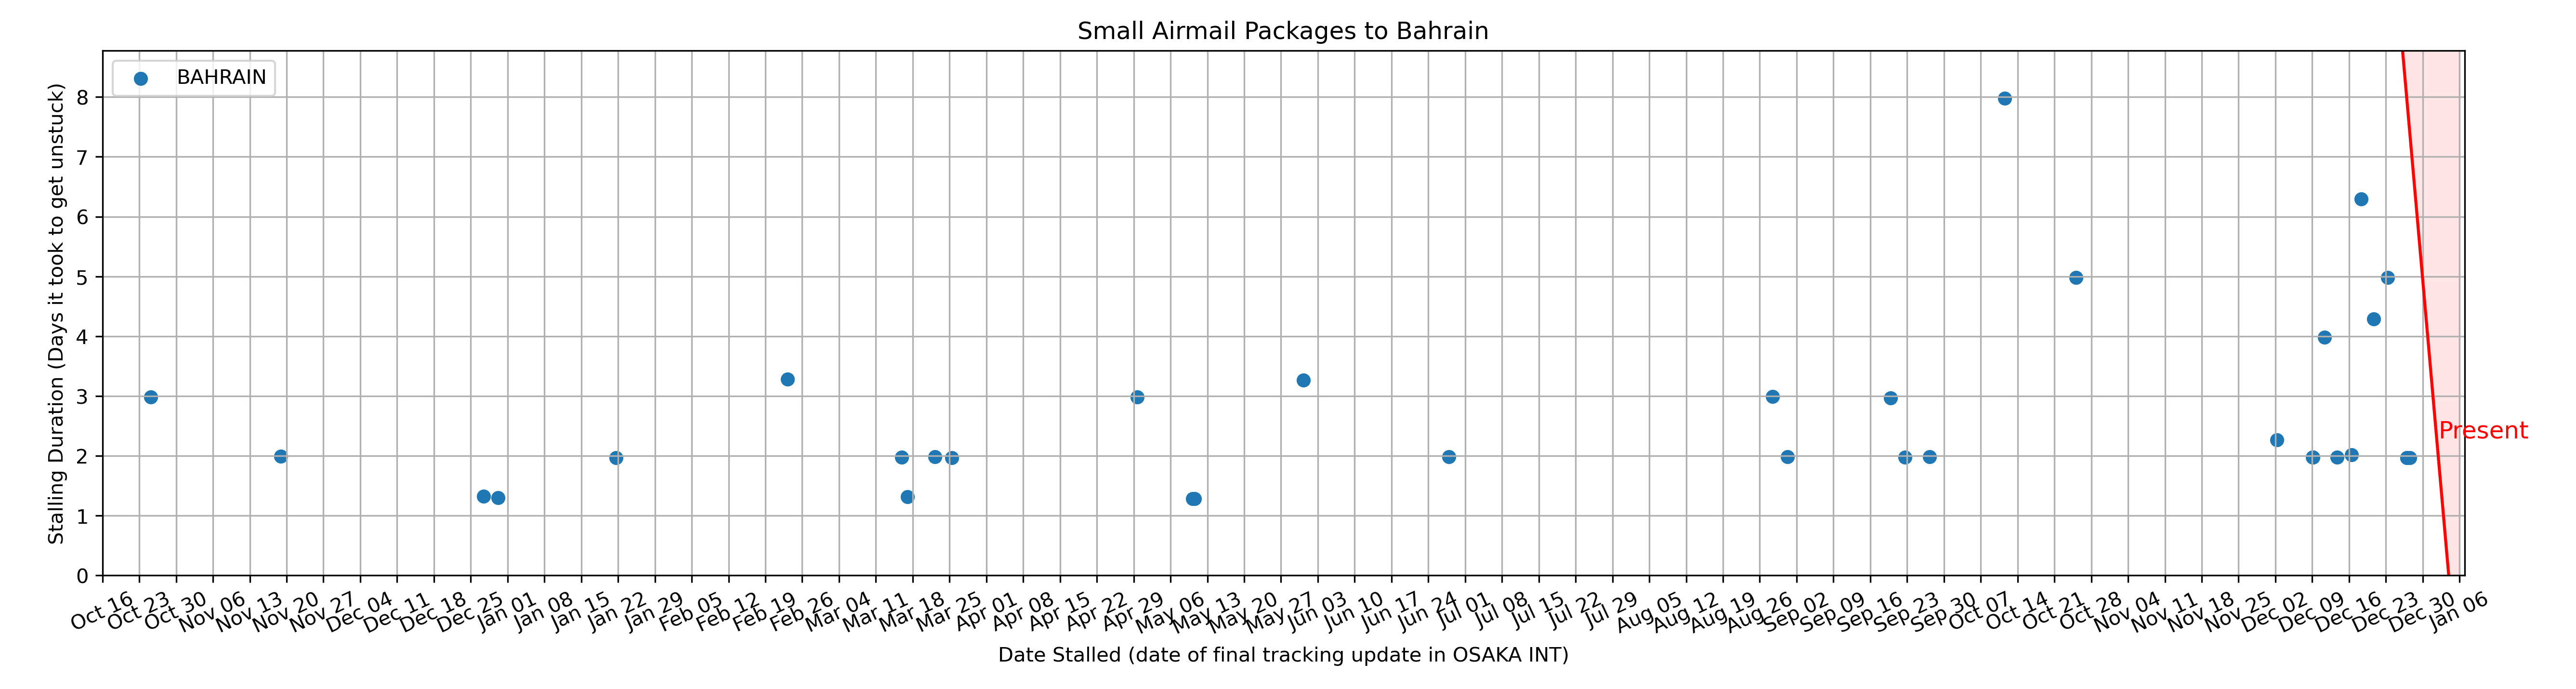 Small Airmail Packages to Bahrain
BAHRAIN
Stalling Duration (Days it took to get unstuck)
8
7
6
5
4
3
2
1
0
Present
Oct 16 Oct 23 Oct 30 Nov 06 Nov 13 Nov 20 Nov 27 Dec 04 Dec 11 Dec 18 Dec 25 Jan 01 Jan 08 Jan 15 Jan 22 Jan 29 Feb 05 Feb 12 Feb 19 Feb 26 Mar 04 Mar 11 Mar 18 Mar 25 Apr 01 Apr 08 Apr 15 Apr 22 Apr 29 May 06 May 13 May 20 May 27 Jun 03 Jun 10 Jun 17 Jun 24 Jul 01 Jul 08 Jul 15 Jul 22 Jul 29 Aug 05 Aug 12 Aug 19 Aug 26 Sep 02 Sep 09 Sep 16 Sep 23 Sep 30 Oct 07 Oct 14 Oct 21 Oct 28 Nov 04 Nov 11 Nov 18 Nov 25 Dec 02 Dec 09 Dec 16 Dec 23 Dec 30 Jan 06
Date Stalled (date of final tracking update in OSAKA INT)